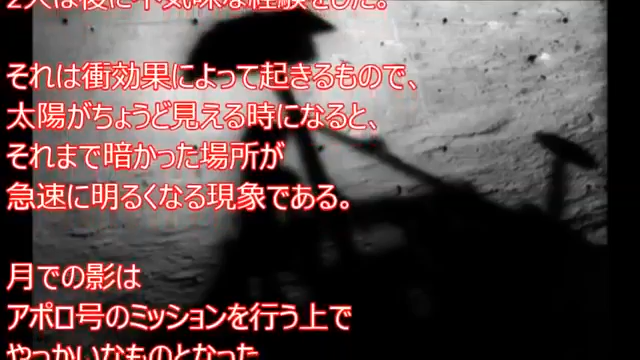 2人は後に不気味な経験をした。
それは衝効果によって起きるもので、
太陽がちょうど見える時になると、
それまで暗かった場所が
急速に明るくなる現象である。
月での影は
アポロ号のミッションを行う上で
やっかいなものとなった